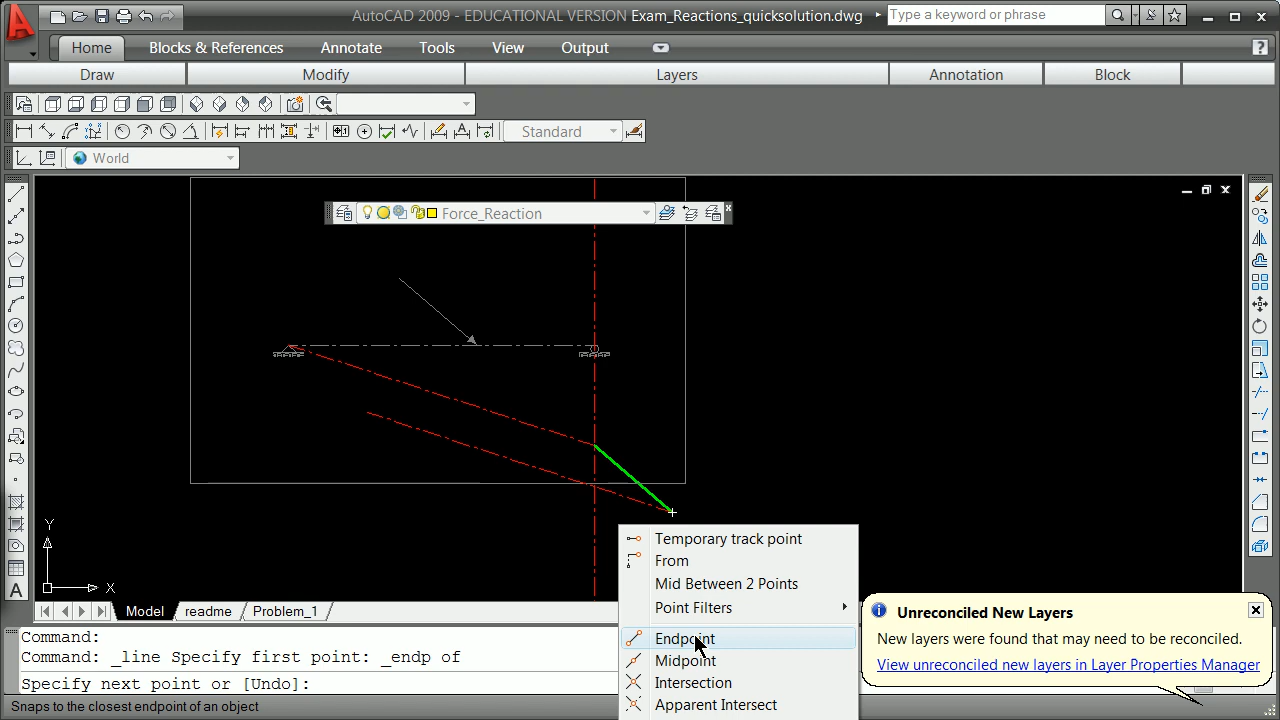 AutoCAD 2009 - EDUCATIONAL VERSION Exam_Reactions_quicksolution.dwg
Type a keyword or phrase
Home Blocks & References Annotate Tools View Output
Draw Modify Layers Annotation Block
Standard
World
Force_Reaction
Y
X
Temporary track point
From
Mid Between 2 Points
Point Filters
Endpoint
Midpoint
Intersection
Apparent Intersect
Model readme Problem_1
Command:
Command: _line Specify first point: _endp of
Specify next point or [Undo]:
Snaps to the closest endpoint of an object
Unreconciled New Layers
New layers were found that may need to be reconciled.
View unreconciled new layers in Layer Properties Manager